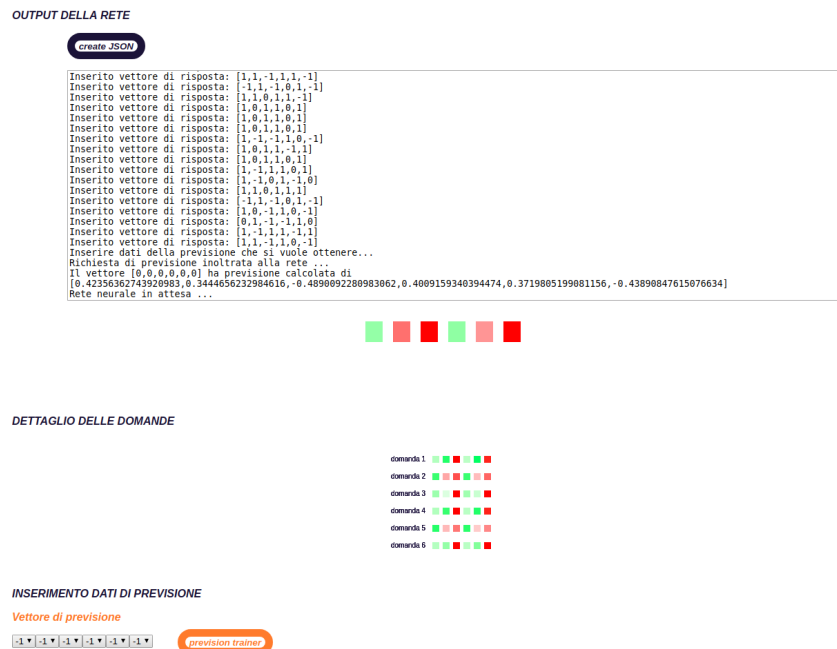 OUTPUT DELLA RETE
create JSON
Inserito vettore di risposta: [1,1,-1,1,1,-1]
Inserito vettore di risposta: [-1,1,-1,0,1,-1]
Inserito vettore di risposta: [1,1,0,1,1,-1]
Inserito vettore di risposta: [1,0,1,1,0,1]
Inserito vettore di risposta: [1,0,1,1,0,1]
Inserito vettore di risposta: [1,0,1,1,0,1]
Inserito vettore di risposta: [1,-1,-1,1,0,-1]
Inserito vettore di risposta: [1,0,1,1,-1,1]
Inserito vettore di risposta: [1,0,1,1,0,1]
Inserito vettore di risposta: [1,-1,1,1,0,1]
Inserito vettore di risposta: [1,-1,0,1,-1,0]
Inserito vettore di risposta: [1,1,0,1,1,1]
Inserito vettore di risposta: [-1,1,-1,0,1,-1]
Inserito vettore di risposta: [1,0,-1,1,0,-1]
Inserito vettore di risposta: [0,1,-1,-1,1,0]
Inserito vettore di risposta: [1,-1,1,1,-1,1]
Inserito vettore di risposta: [1,1,-1,1,0,-1]
Inserire dati della previsione che si vuole ottenere...
Richiesta di previsione inoltrata alla rete ...
Il vettore [0,0,0,0,0,0] ha previsione calcolata di
[0.42356362743920983,0.3444656232984616,-0.4890092280983062,0.4009159340394474,0.3719805199081156,-0.43890847615076634]
Rete neurale in attesa ...
DETTAGLIO DELLE DOMANDE
domanda 1
domanda 2
domanda 3
domanda 4
domanda 5
domanda 6
INSERIMENTO DATI DI PREVISIONE
Vettore di previsione
-1 -1 -1 -1 -1 -1
prevision trainer